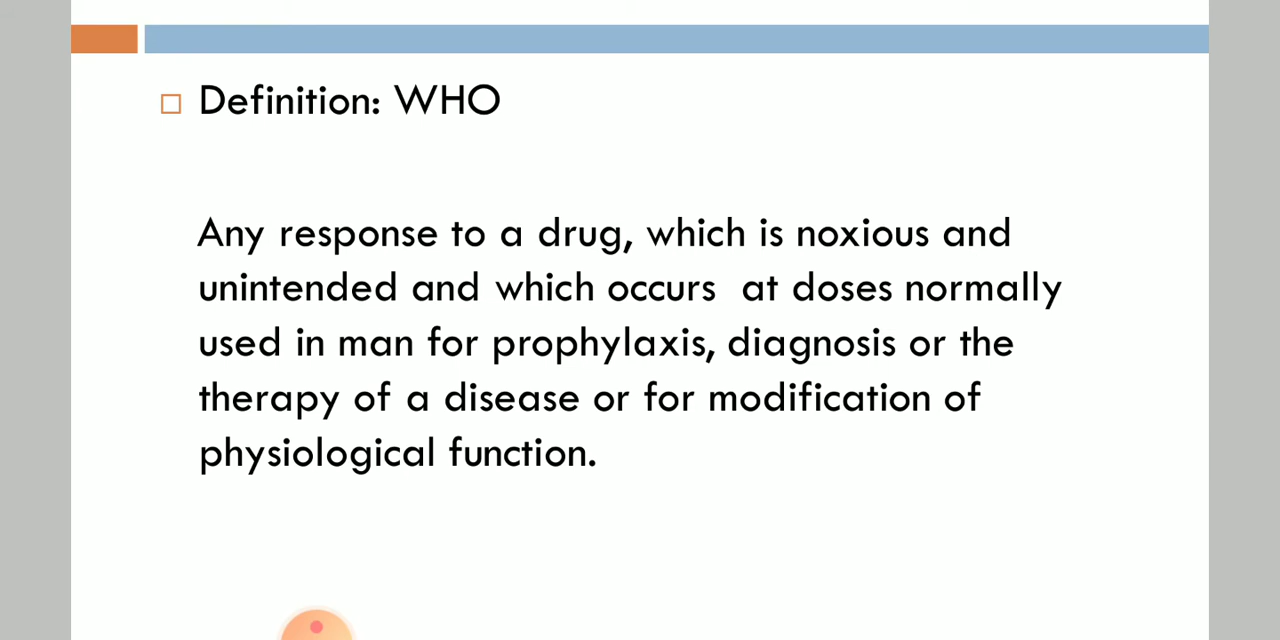 Definition: WHO
Any response to a drug, which is noxious and
unintended and which occurs  at doses normally
used in man for prophylaxis, diagnosis or the
therapy of a disease or for modification of
physiological function.